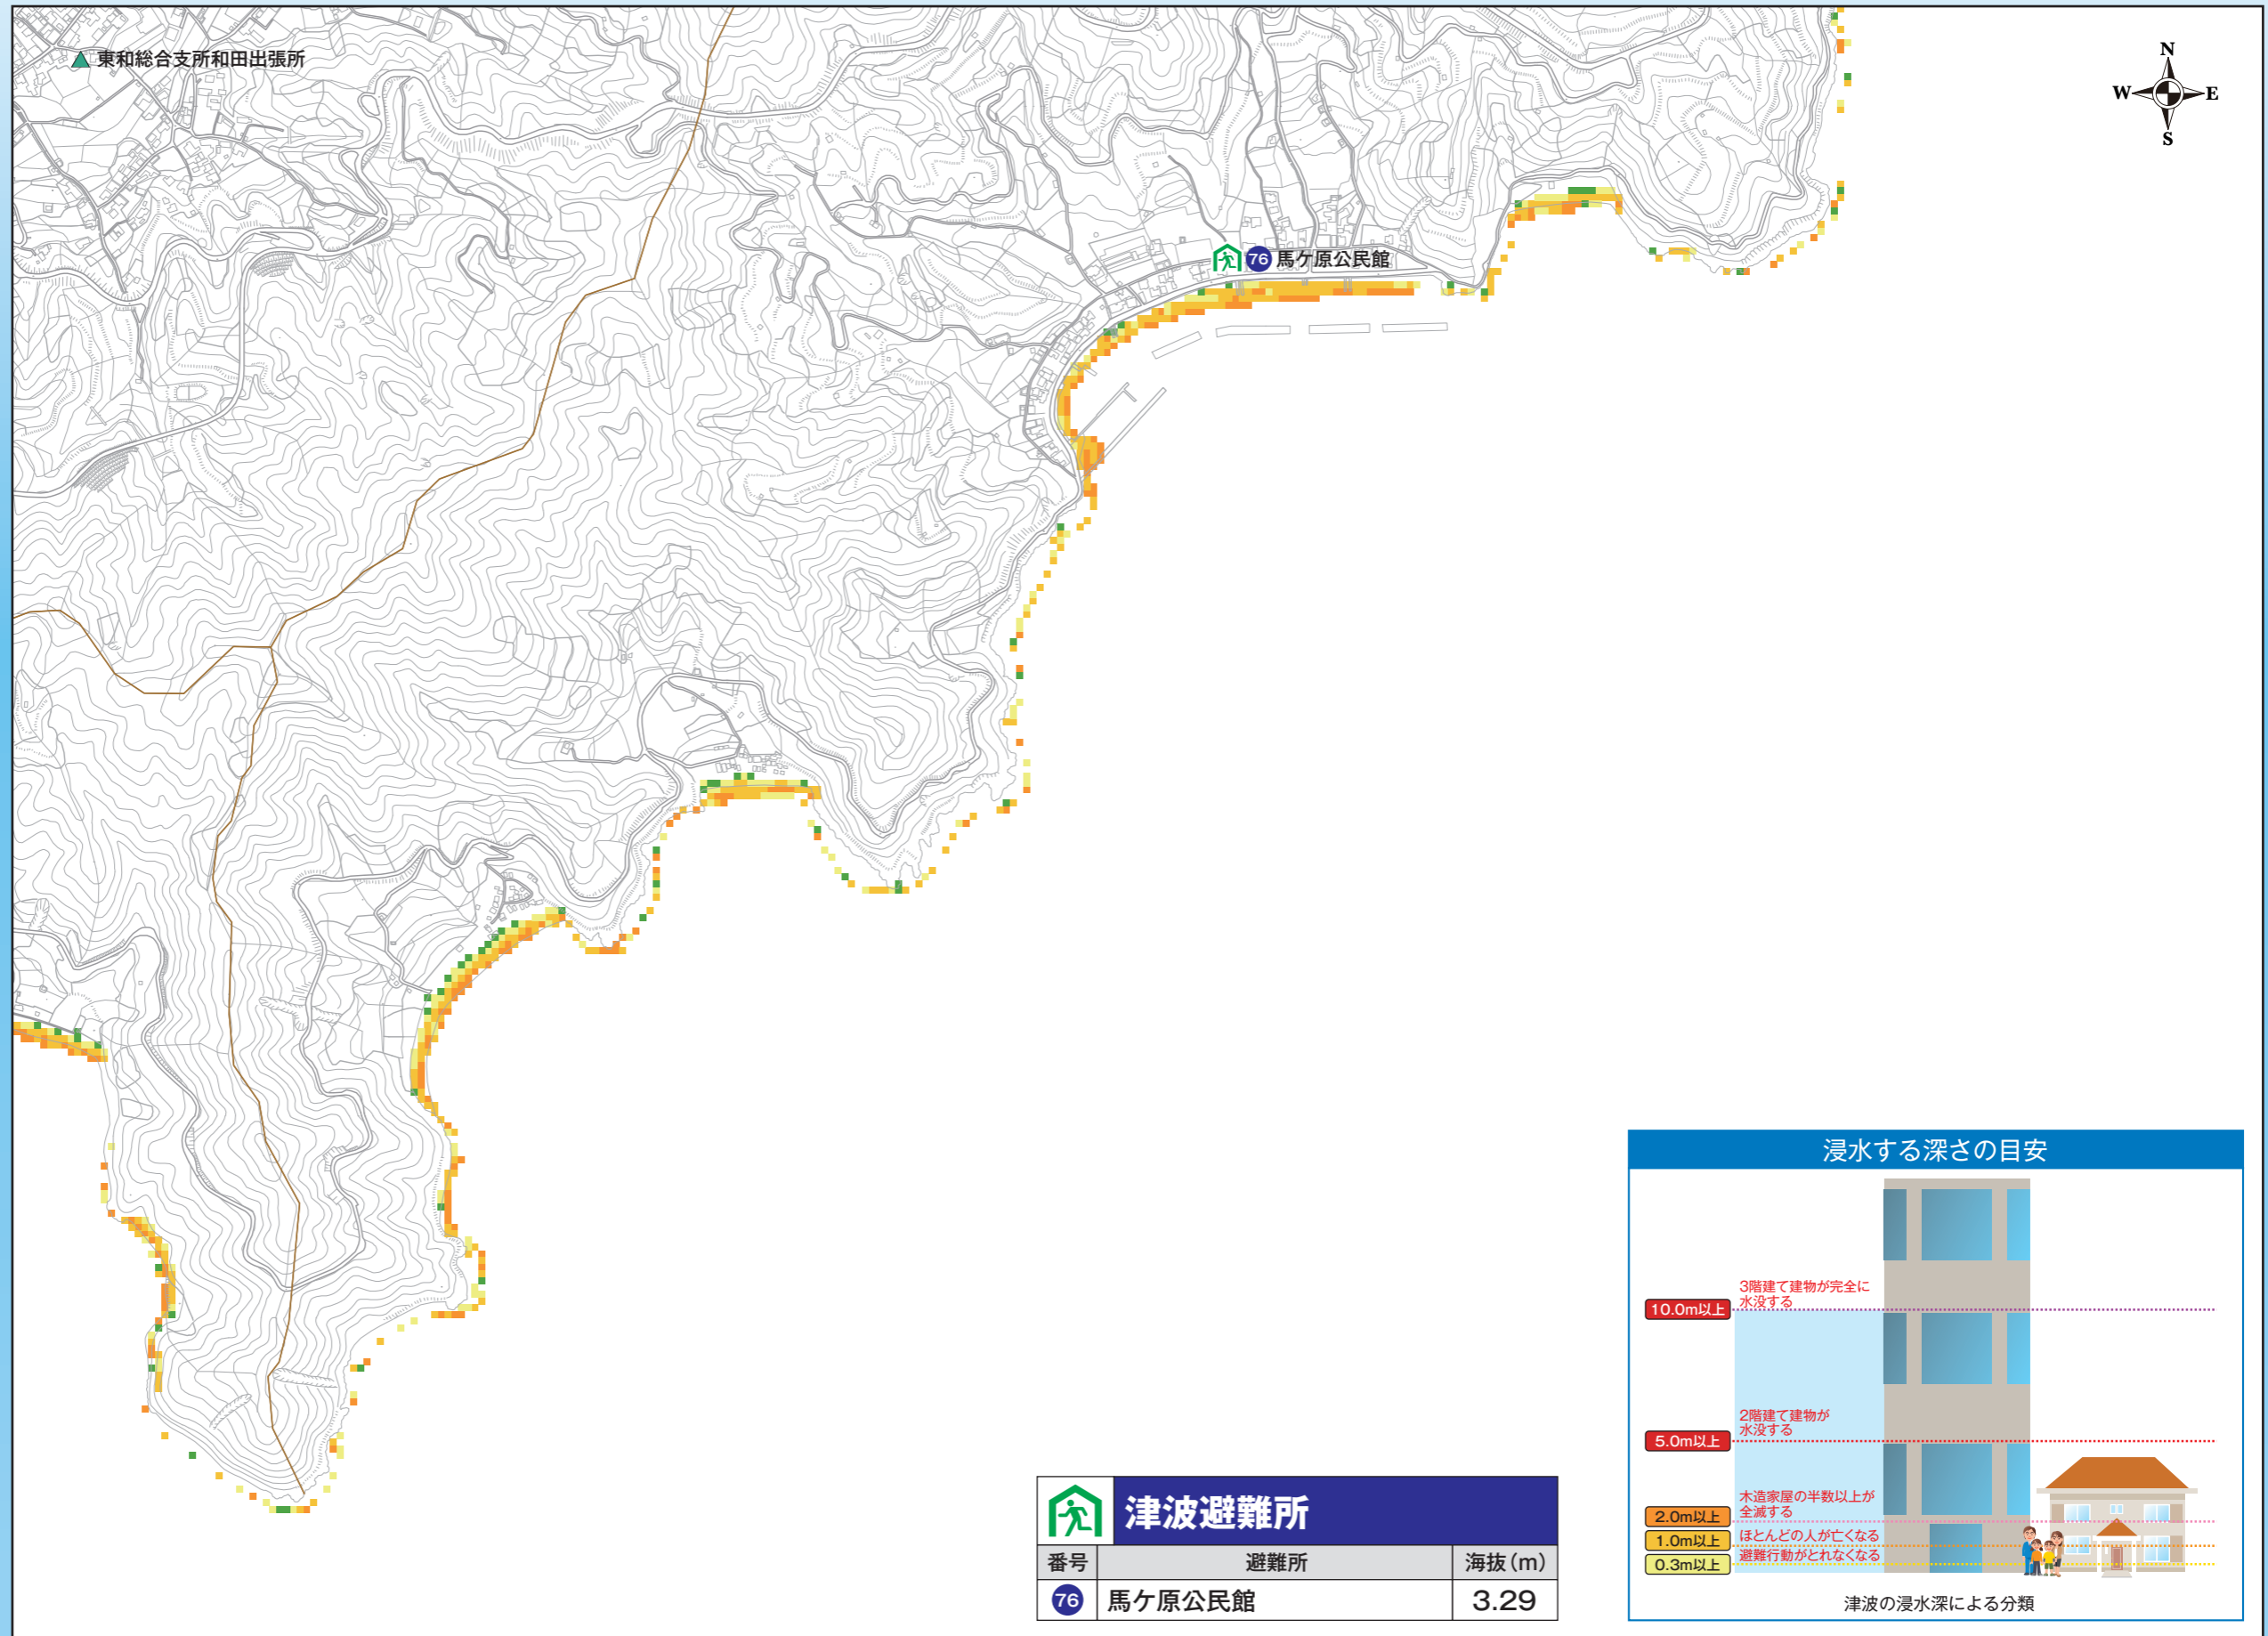 東和総合支所和田出張所
N
W E
S
76 馬ケ原公民館
浸水する深さの目安
3階建て建物が完全に
水没する
10.0m以上
2階建て建物が
水没する
5.0m以上
木造家屋の半数以上が
全滅する
2.0m以上
1.0m以上 ほとんどの人が亡くなる
避難行動がとれなくなる
0.3m以上
津波の浸水深による分類
津波避難所
番号 避難所 海抜(m)
76 馬ケ原公民館 3.29